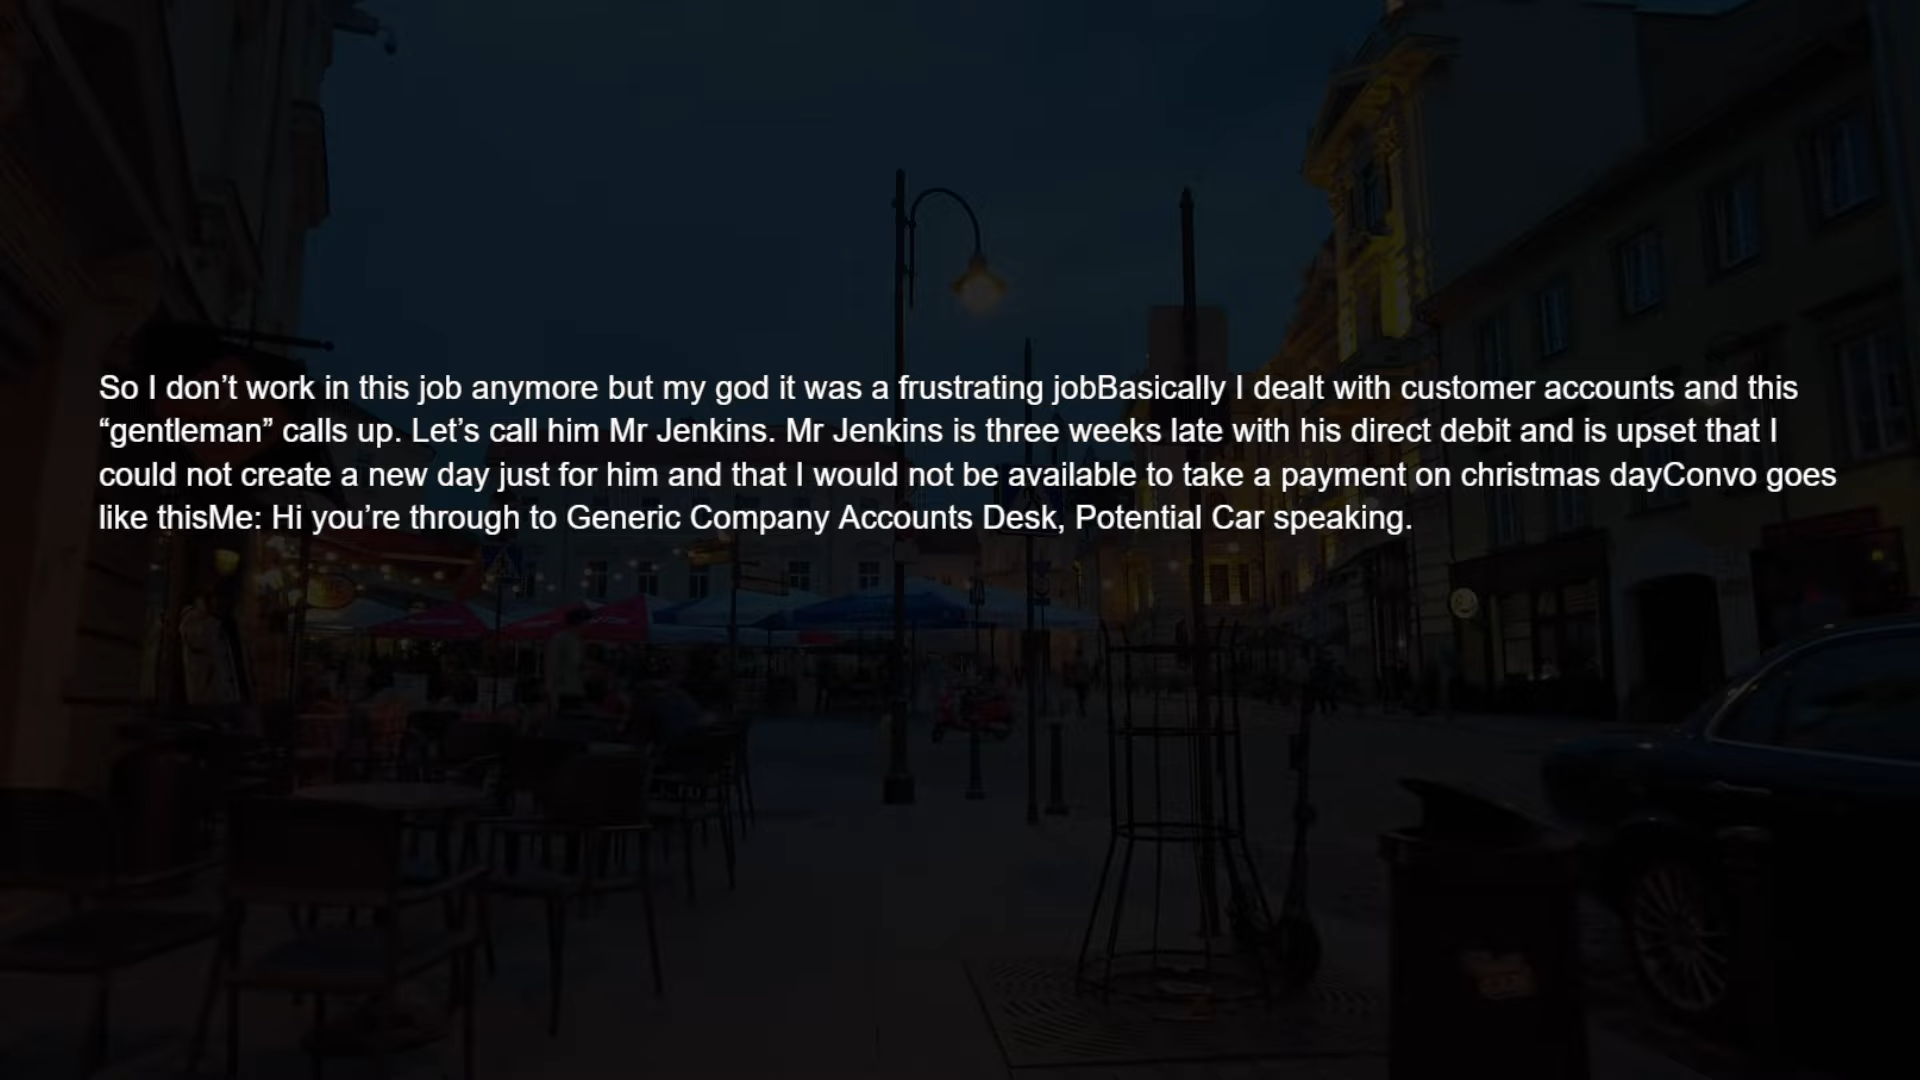 So I don’t work in this job anymore but my god it was a frustrating jobBasically I dealt with customer accounts and this
“gentleman” calls up. Let’s call him Mr Jenkins. Mr Jenkins is three weeks late with his direct debit and is upset that I
could not create a new day just for him and that I would not be available to take a payment on christmas dayConvo goes
like thisMe: Hi you’re through to Generic Company Accounts Desk, Potential Car speaking.